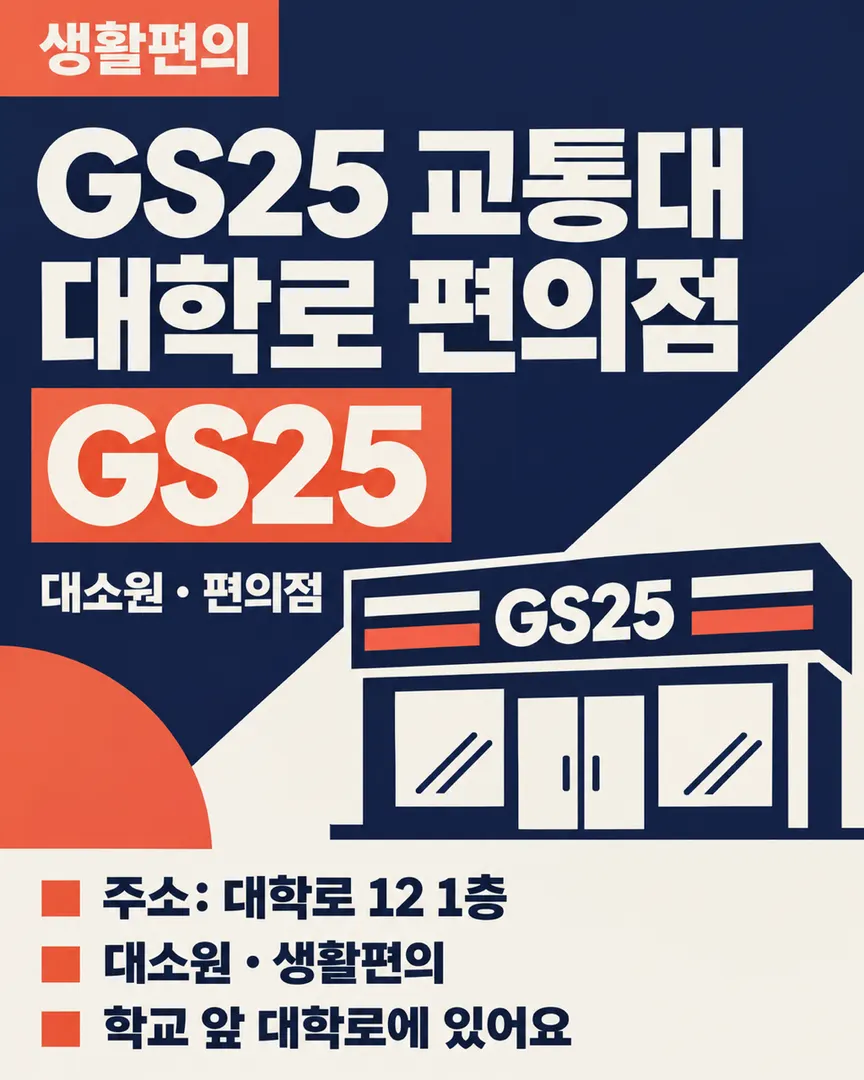 생활편의
GS25 교통대
대학로 편의점
GS25
대소원 • 편의점
GS25
주소: 대학로 12 1층
대소원 • 생활편의
학교 앞 대학로에 있어요